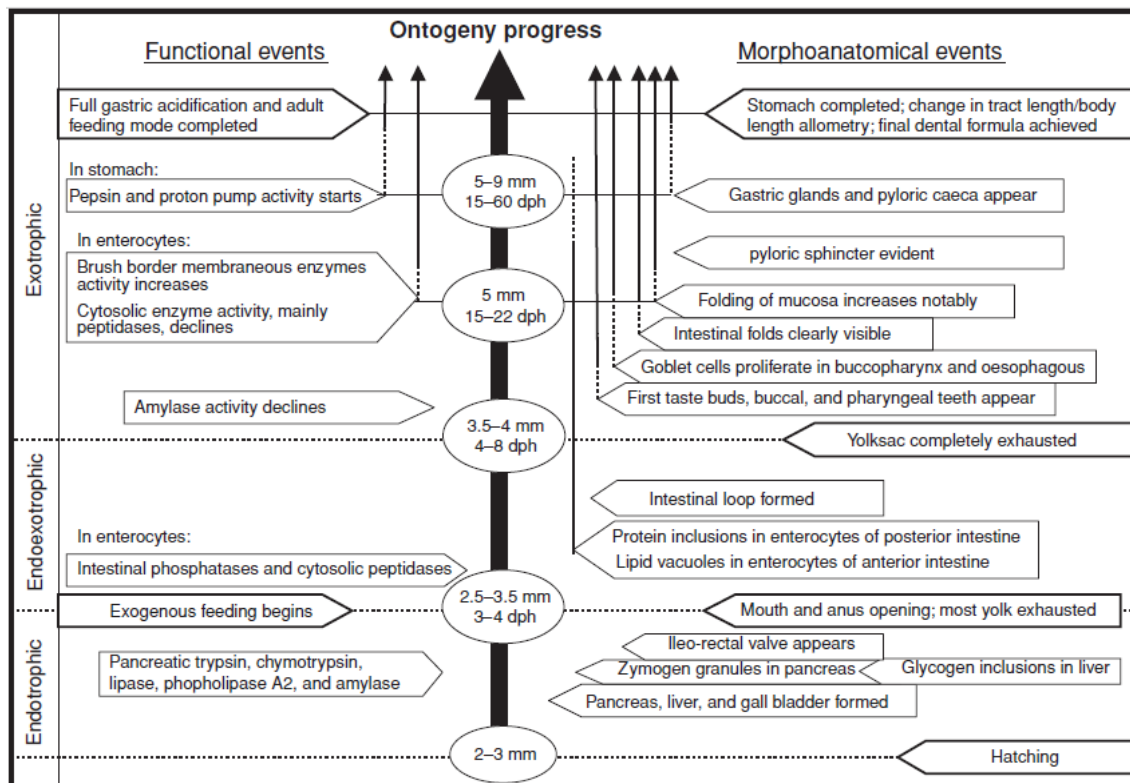 Ontogeny progress
Functional events
Morphoanatomical events
Full gastric acidification and adult
feeding mode completed
Stomach completed; change in tract length/body
length allometry; final dental formula achieved
In stomach:
Pepsin and proton pump activity starts
5–9 mm
15–60 dph
Gastric glands and pyloric caeca appear
Exotrophic
In enterocytes:
Brush border membraneous enzymes
activity increases
Cytosolic enzyme activity, mainly
peptidases, declines
pyloric sphincter evident
5 mm
15–22 dph
Folding of mucosa increases notably
Intestinal folds clearly visible
Goblet cells proliferate in buccopharynx and oesophagous
First taste buds, buccal, and pharyngeal teeth appear
Amylase activity declines
3.5–4 mm
4–8 dph
Yolksac completely exhausted
Endoexotrophic
Intestinal loop formed
In enterocytes:
Intestinal phosphatases and cytosolic peptidases
Protein inclusions in enterocytes of posterior intestine
Lipid vacuoles in enterocytes of anterior intestine
Exogenous feeding begins
2.5–3.5 mm
3–4 dph
Mouth and anus opening; most yolk exhausted
Endotrophic
Ileo-rectal valve appears
Pancreatic trypsin, chymotrypsin,
lipase, phopholipase A2, and amylase
Zymogen granules in pancreas
Glycogen inclusions in liver
Pancreas, liver, and gall bladder formed
2–3 mm
Hatching